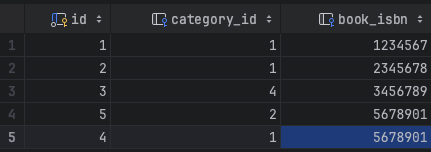 id category_id book_isbn
1 1 1 1234567
2 2 1 2345678
3 3 4 3456789
4 5 2 5678901
5 4 1 5678901